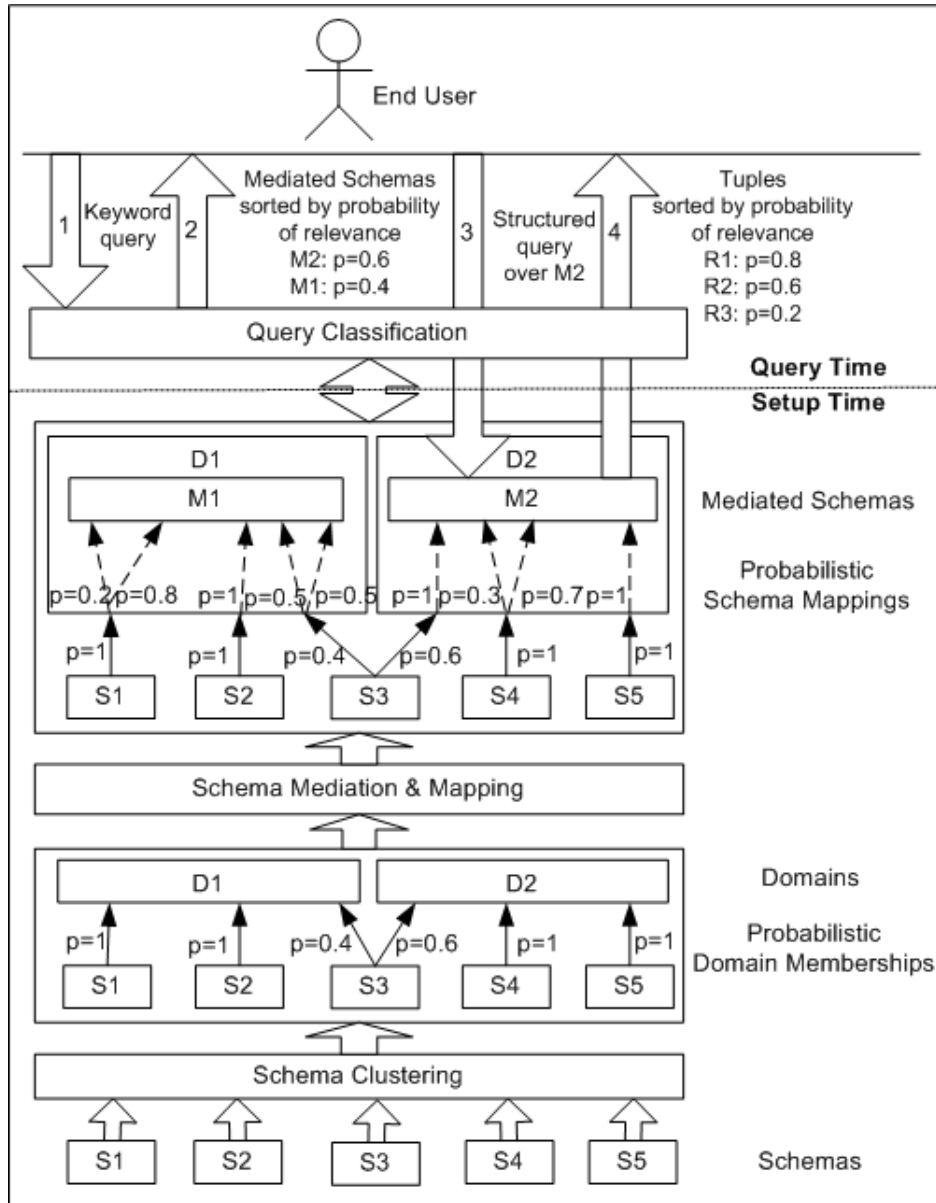 End User
1
Keyword
query
2
Mediated Schemas
sorted by probability
of relevance
M2: p=0.6
M1: p=0.4
3
Structured
query
over M2
4
Tuples
sorted by probability
of relevance
R1: p=0.8
R2: p=0.6
R3: p=0.2
Query Classification
Query Time
Setup Time
D1
D2
M1
M2
Mediated Schemas
p=0.2
p=0.8
p=1
p=0.5
p=0.5
p=1
p=0.3
p=0.7
p=1
Probabilistic
Schema Mappings
p=1
p=1
p=0.4
p=0.6
p=1
p=1
S1
S2
S3
S4
S5
Schema Mediation & Mapping
D1
D2
Domains
p=1
p=1
p=0.4
p=0.6
p=1
p=1
Probabilistic
Domain Memberships
S1
S2
S3
S4
S5
Schema Clustering
S1
S2
S3
S4
S5
Schemas